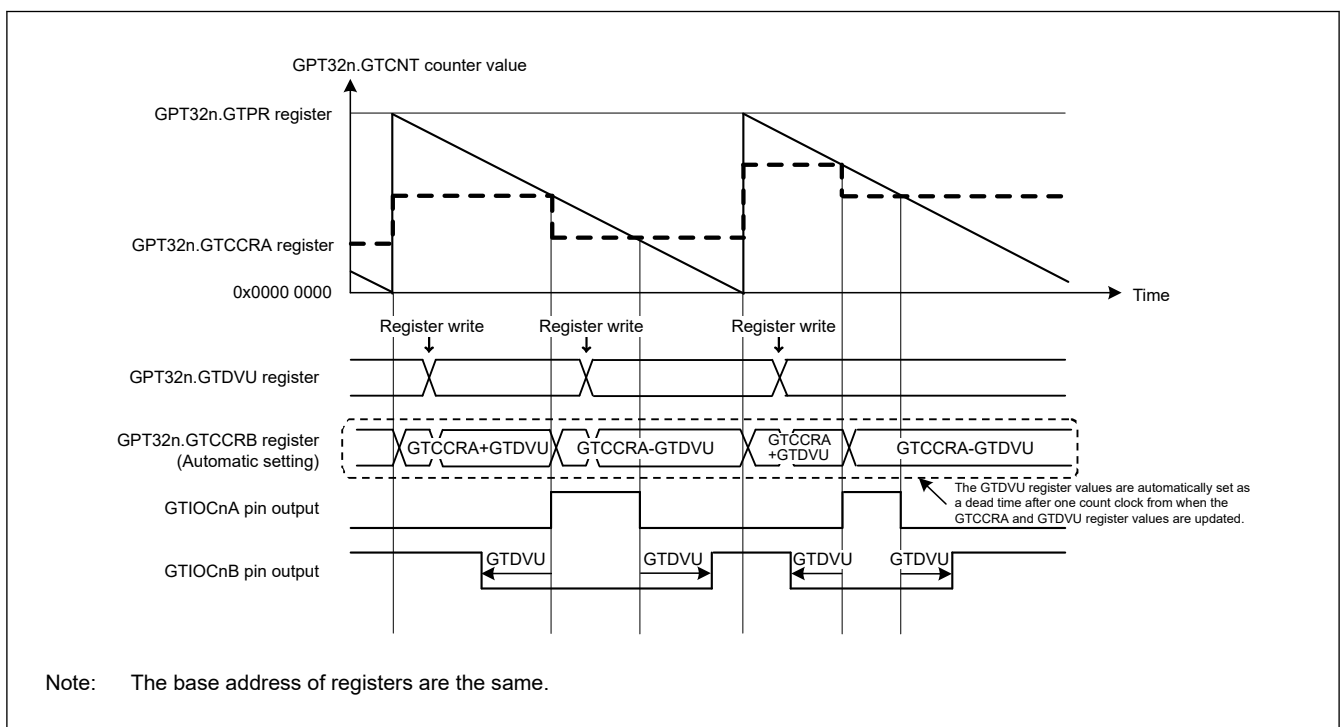 GPT32n.GTCNT counter value
GPT32n.GTPR register
GPT32n.GTCCRA register
0x0000 0000
Time
Register write
Register write
Register write
GPT32n.GTDVU register
GPT32n.GTCCRB register
(Automatic setting)
GTCCRA+GTDVU
GTCCRA-GTDVU
GTCCRA
+GTDVU
GTCCRA-GTDVU
The GTDVU register values are automatically set as
a dead time after one count clock from when the
GTCCRA and GTDVU register values are updated.
GTIOCnA pin output
GTIOCnB pin output
GTDVU
GTDVU
GTDVU
GTDVU
Note: The base address of registers are the same.